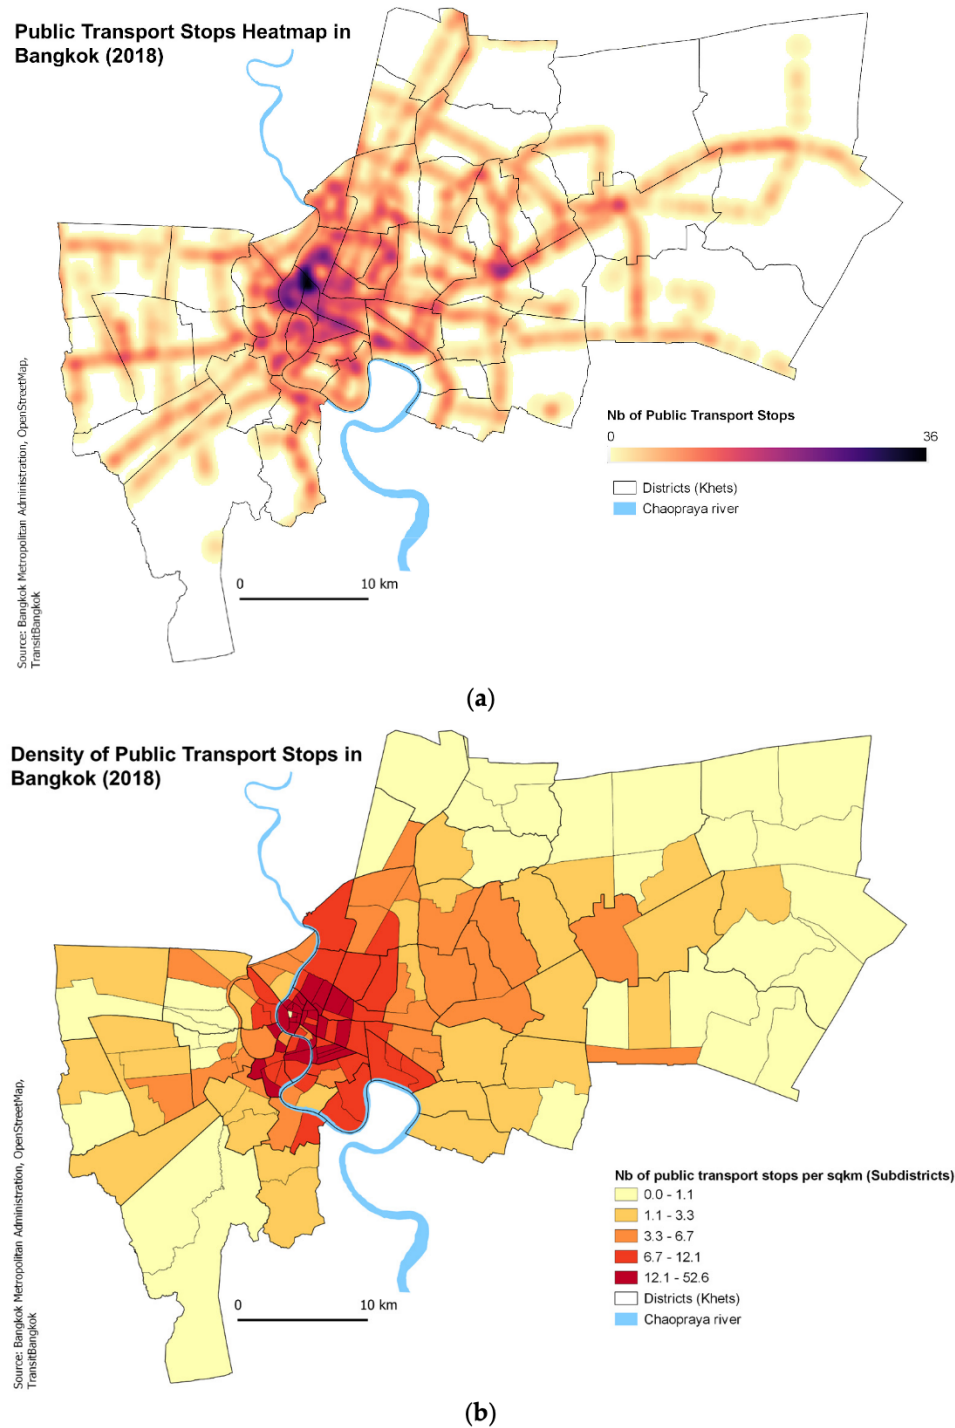 Public Transport Stops Heatmap in
Bangkok (2018)
Nb of Public Transport Stops
0 36
Districts (Khets)
Chaopraya river
0 10 km
Source: Bangkok Metropolitan Administration, OpenStreetMap,
TransitBangkok
(a)
Density of Public Transport Stops in
Bangkok (2018)
Nb of public transport stops per sqkm (Subdistricts)
0.0 - 1.1
1.1 - 3.3
3.3 - 6.7
6.7 - 12.1
12.1 - 52.6
Districts (Khets)
Chaopraya river
0 10 km
Source: Bangkok Metropolitan Administration, OpenStreetMap,
TransitBangkok
(b)